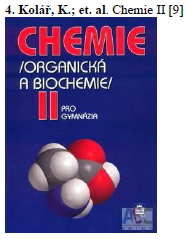 4. Kolář, K.; et. al. Chemie II [9]
CHEMIE
/ORGANICKÁ
A BIOCHEMIE/
II PRO
GYMNÁZIA